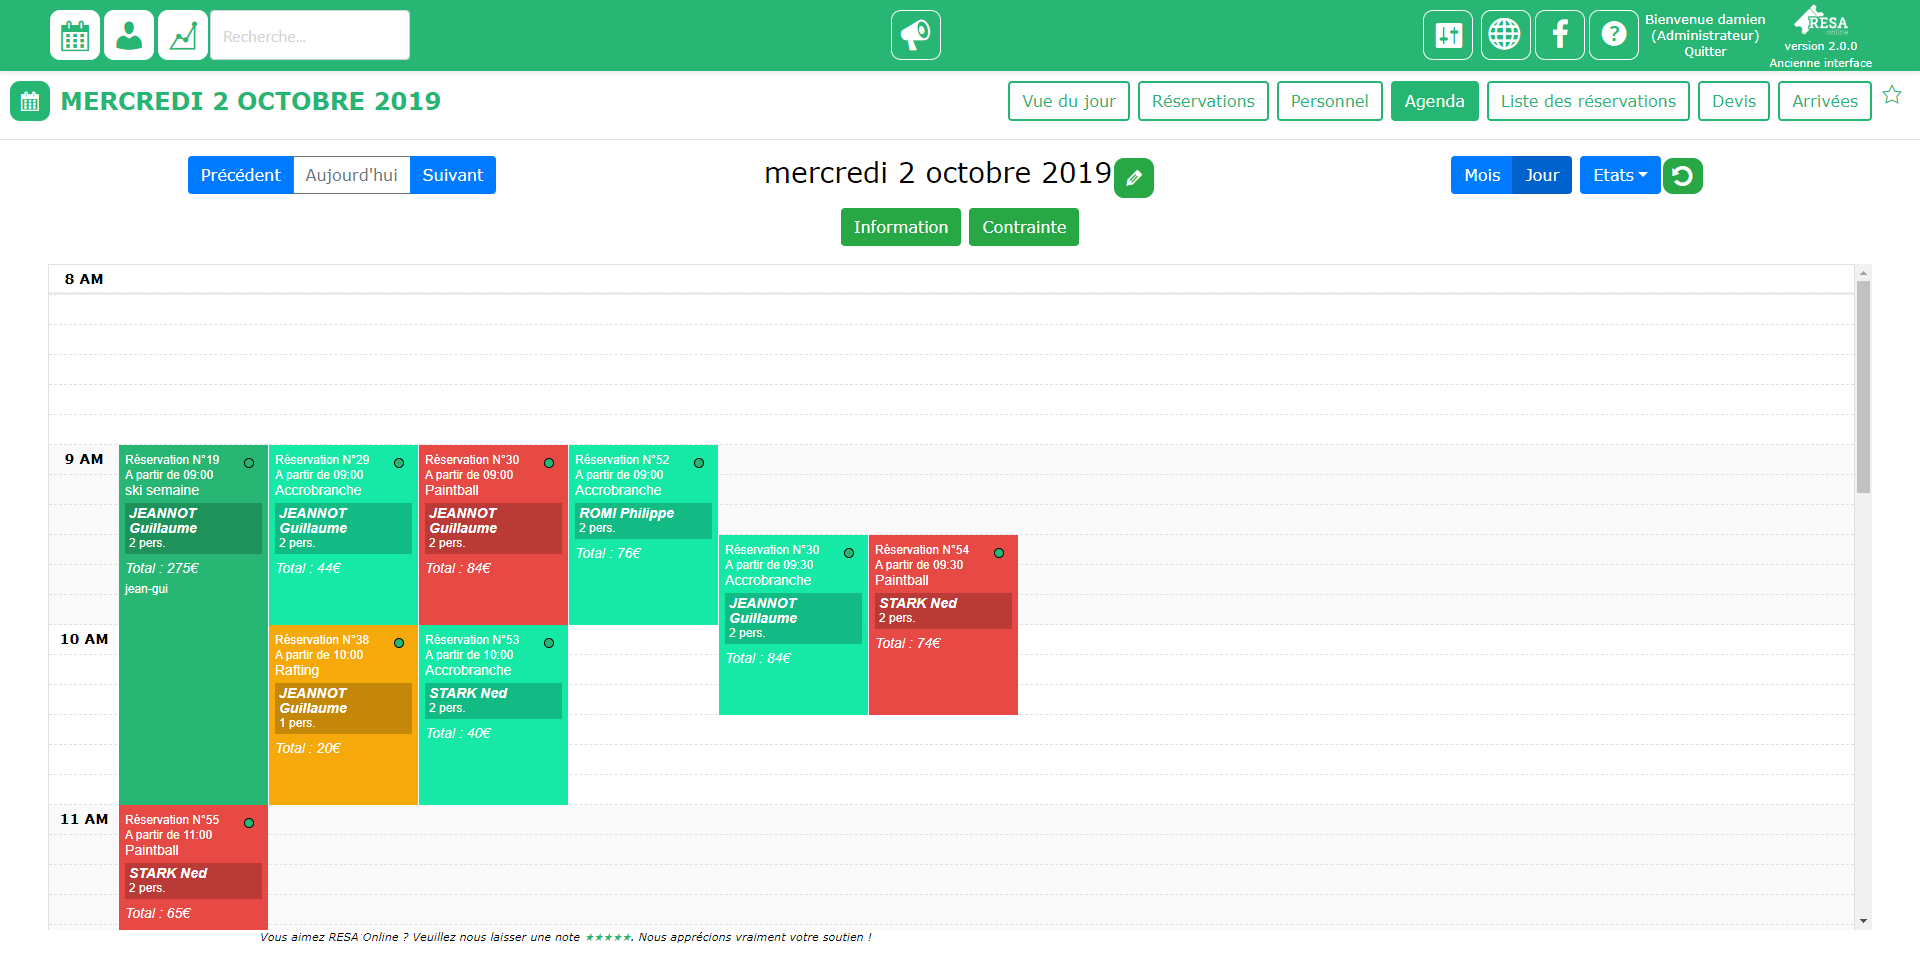 Recherche...
?
Bienvenue damien
(Administrateur)
Quitter
RESA
online
version 2.0.0
Ancienne interface
MERCREDI 2 OCTOBRE 2019
Vue du jour
Réservations
Personnel
Agenda
Liste des réservations
Devis
Arrivées
Précédent
Aujourd'hui
Suivant
mercredi 2 octobre 2019
Mois
Jour
Etats
Information
Contrainte
8 AM
9 AM
Réservation N°19
A partir de 09:00
ski semaine
JEANNOT
Guillaume
2 pers.
Total : 275€
jean-gui
Réservation N°29
A partir de 09:00
Accrobranche
JEANNOT
Guillaume
2 pers.
Total : 44€
Réservation N°30
A partir de 09:00
Paintball
JEANNOT
Guillaume
2 pers.
Total : 84€
Réservation N°52
A partir de 09:00
Accrobranche
ROMI Philippe
2 pers.
Total : 76€
Réservation N°30
A partir de 09:30
Accrobranche
JEANNOT
Guillaume
2 pers.
Total : 84€
Réservation N°54
A partir de 09:30
Paintball
STARK Ned
2 pers.
Total : 74€
10 AM
Réservation N°38
A partir de 10:00
Rafting
JEANNOT
Guillaume
1 pers.
Total : 20€
Réservation N°53
A partir de 10:00
Accrobranche
STARK Ned
2 pers.
Total : 40€
11 AM
Réservation N°55
A partir de 11:00
Paintball
STARK Ned
2 pers.
Total : 65€
Vous aimez RESA Online ? Veuillez nous laisser une note ★★★★★. Nous apprécions vraiment votre soutien !